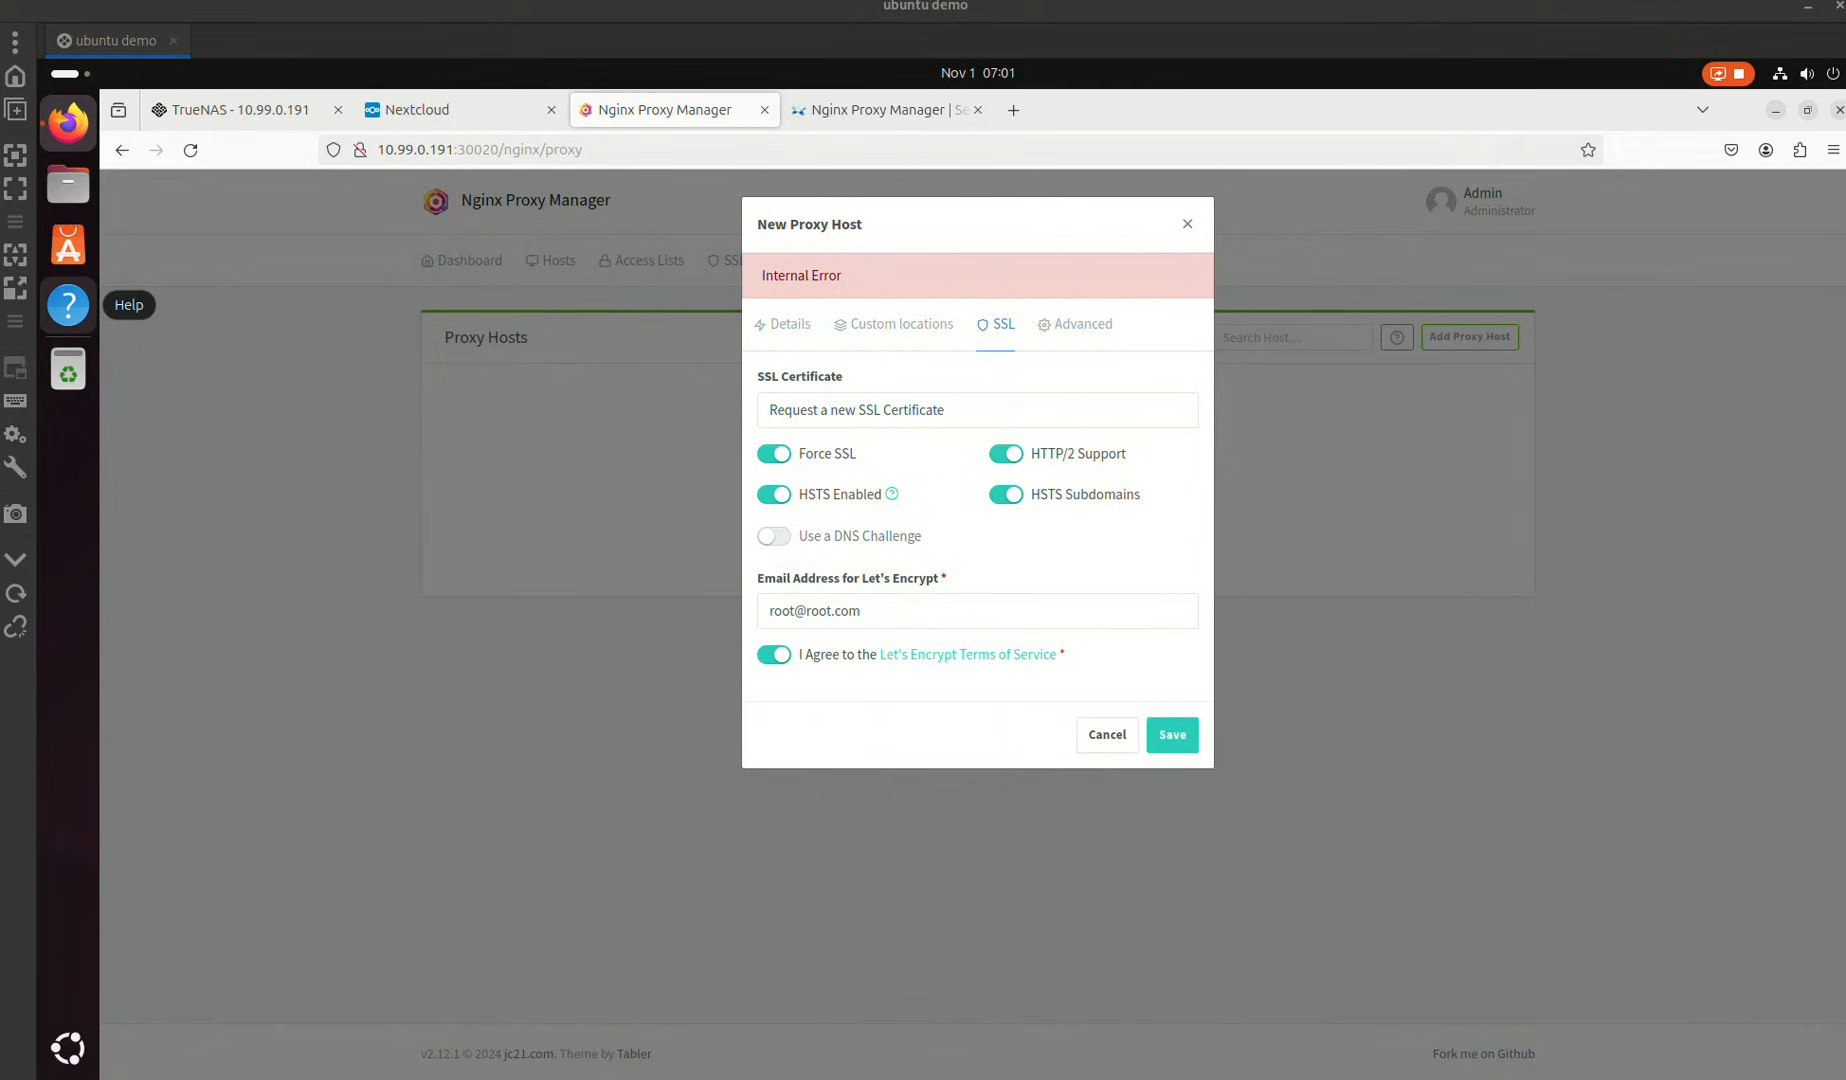 ubuntu demo
ubuntu demo
Nov 1 07:01
TrueNAS - 10.99.0.191
Nextcloud
Nginx Proxy Manager
Nginx Proxy Manager | Se
10.99.0.191:30020/nginx/proxy
Nginx Proxy Manager
Admin
Administrator
Dashboard
Hosts
Access Lists
SSL
Help
Proxy Hosts
Search Host…
Add Proxy Host
New Proxy Host
Internal Error
Details
Custom locations
SSL
Advanced
SSL Certificate
Request a new SSL Certificate
Force SSL
HTTP/2 Support
HSTS Enabled
HSTS Subdomains
Use a DNS Challenge
Email Address for Let's Encrypt *
root@root.com
I Agree to the Let's Encrypt Terms of Service *
Cancel
Save
v2.12.1 © 2024 jc21.com. Theme by Tabler
Fork me on Github